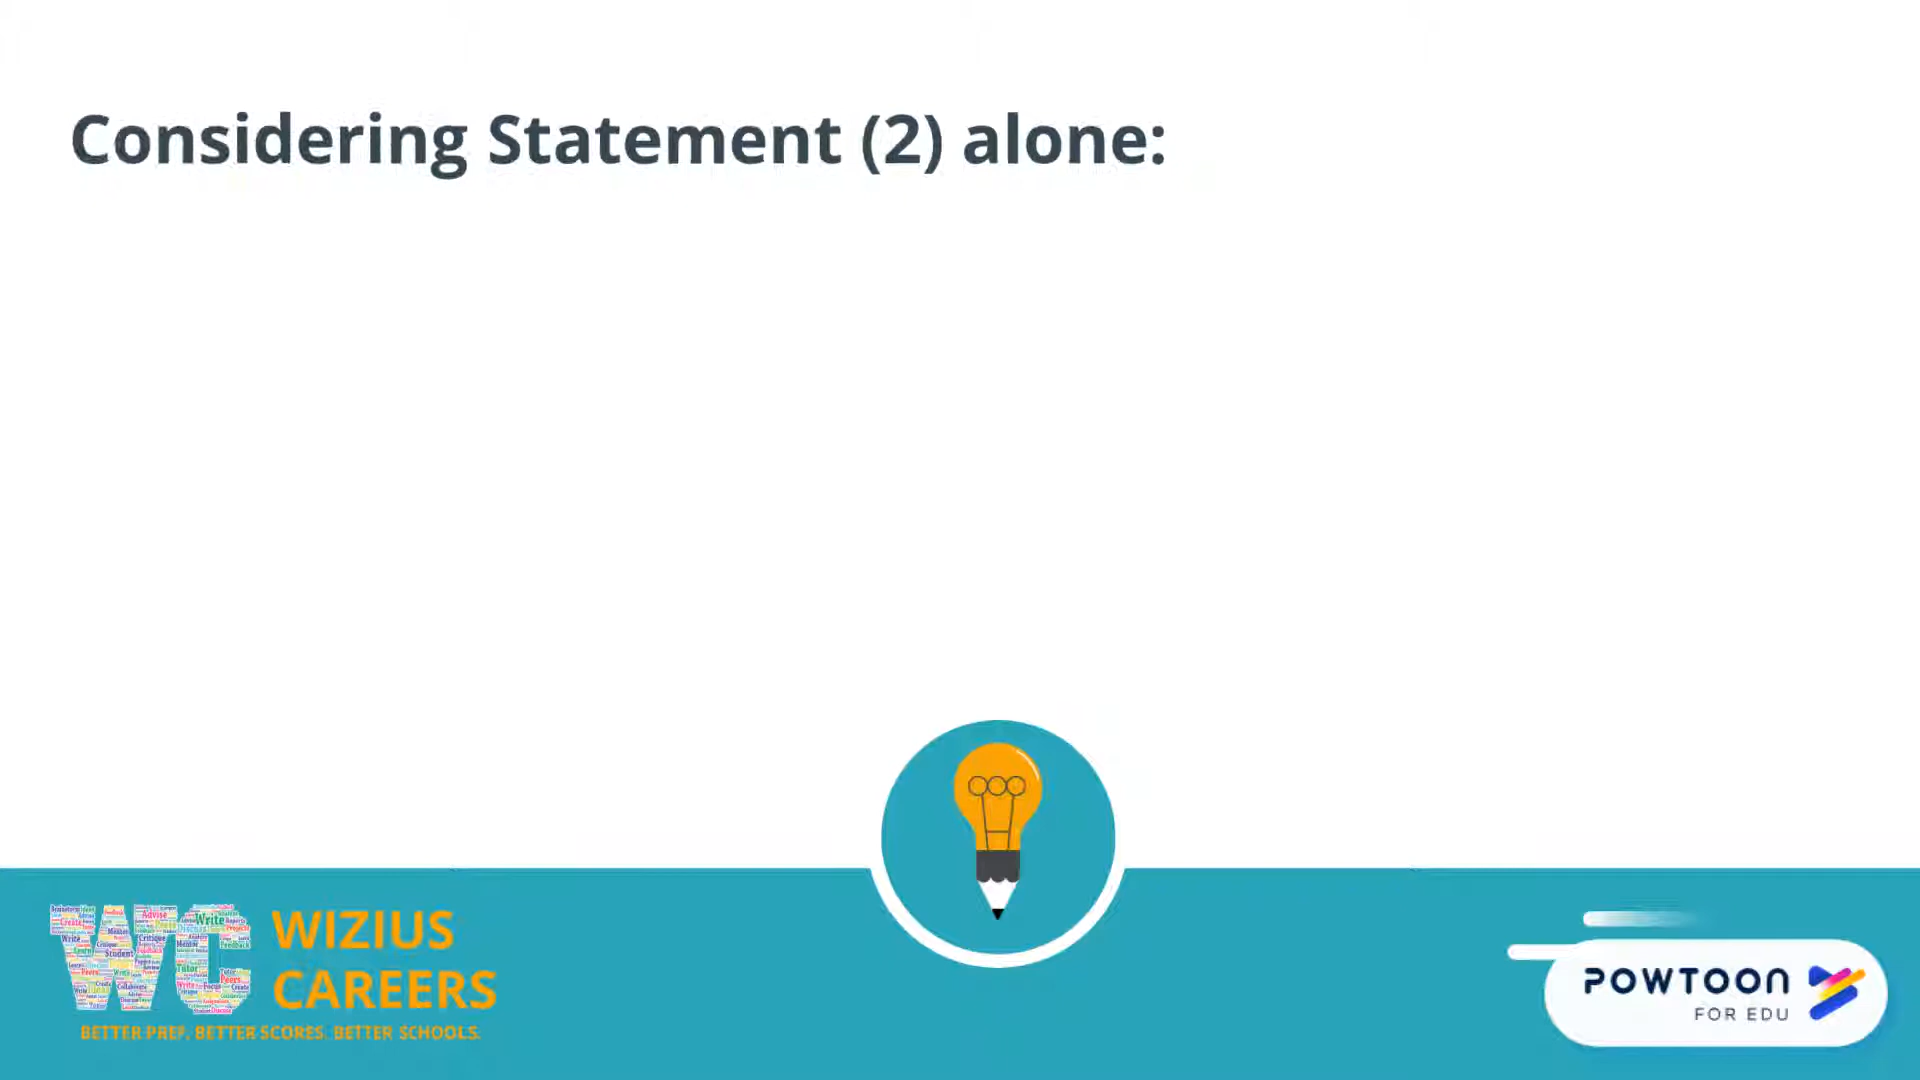 Considering Statement (2) alone:
WIZIUS
CAREERS
BETTER PREP. BETTER SCORES. BETTER SCHOOLS.
POWTOON
FOR EDU